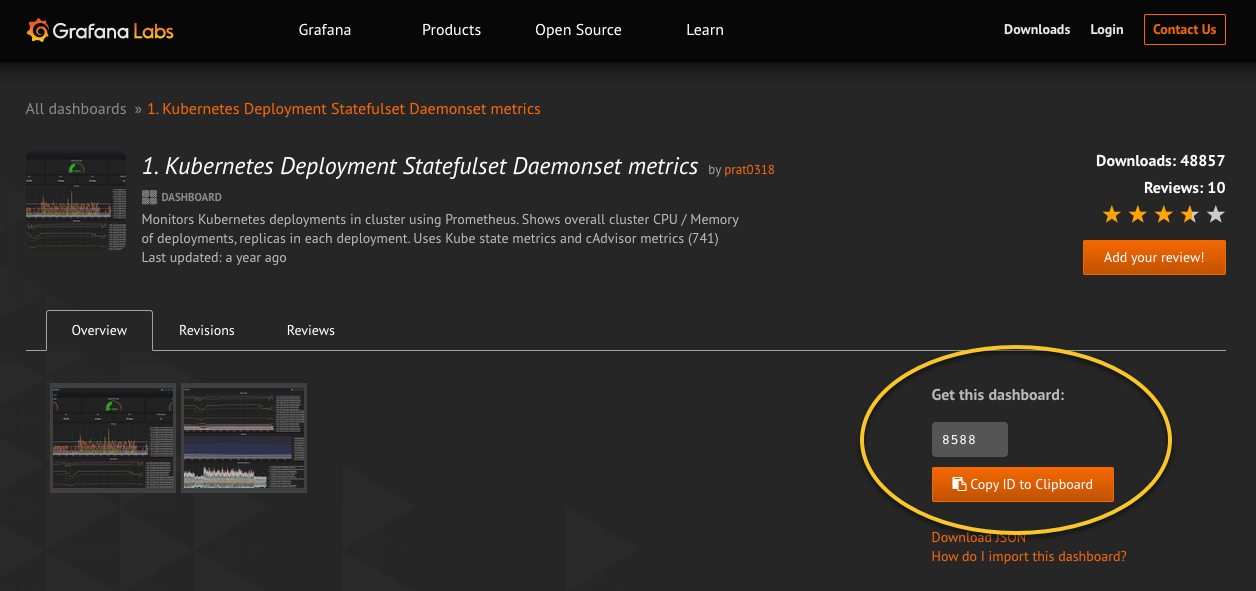 Grafana Labs
Grafana
Products
Open Source
Learn
Downloads
Login
Contact Us
All dashboards » 1. Kubernetes Deployment Statefulset Daemonset metrics
1. Kubernetes Deployment Statefulset Daemonset metrics by prat0318
DASHBOARD
Monitors Kubernetes deployments in cluster using Prometheus. Shows overall cluster CPU / Memory
of deployments, replicas in each deployment. Uses Kube state metrics and cAdvisor metrics (741)
Last updated: a year ago
Downloads: 48857
Reviews: 10
Add your review!
Overview
Revisions
Reviews
Get this dashboard:
8588
Copy ID to Clipboard
Download JSON
How do I import this dashboard?